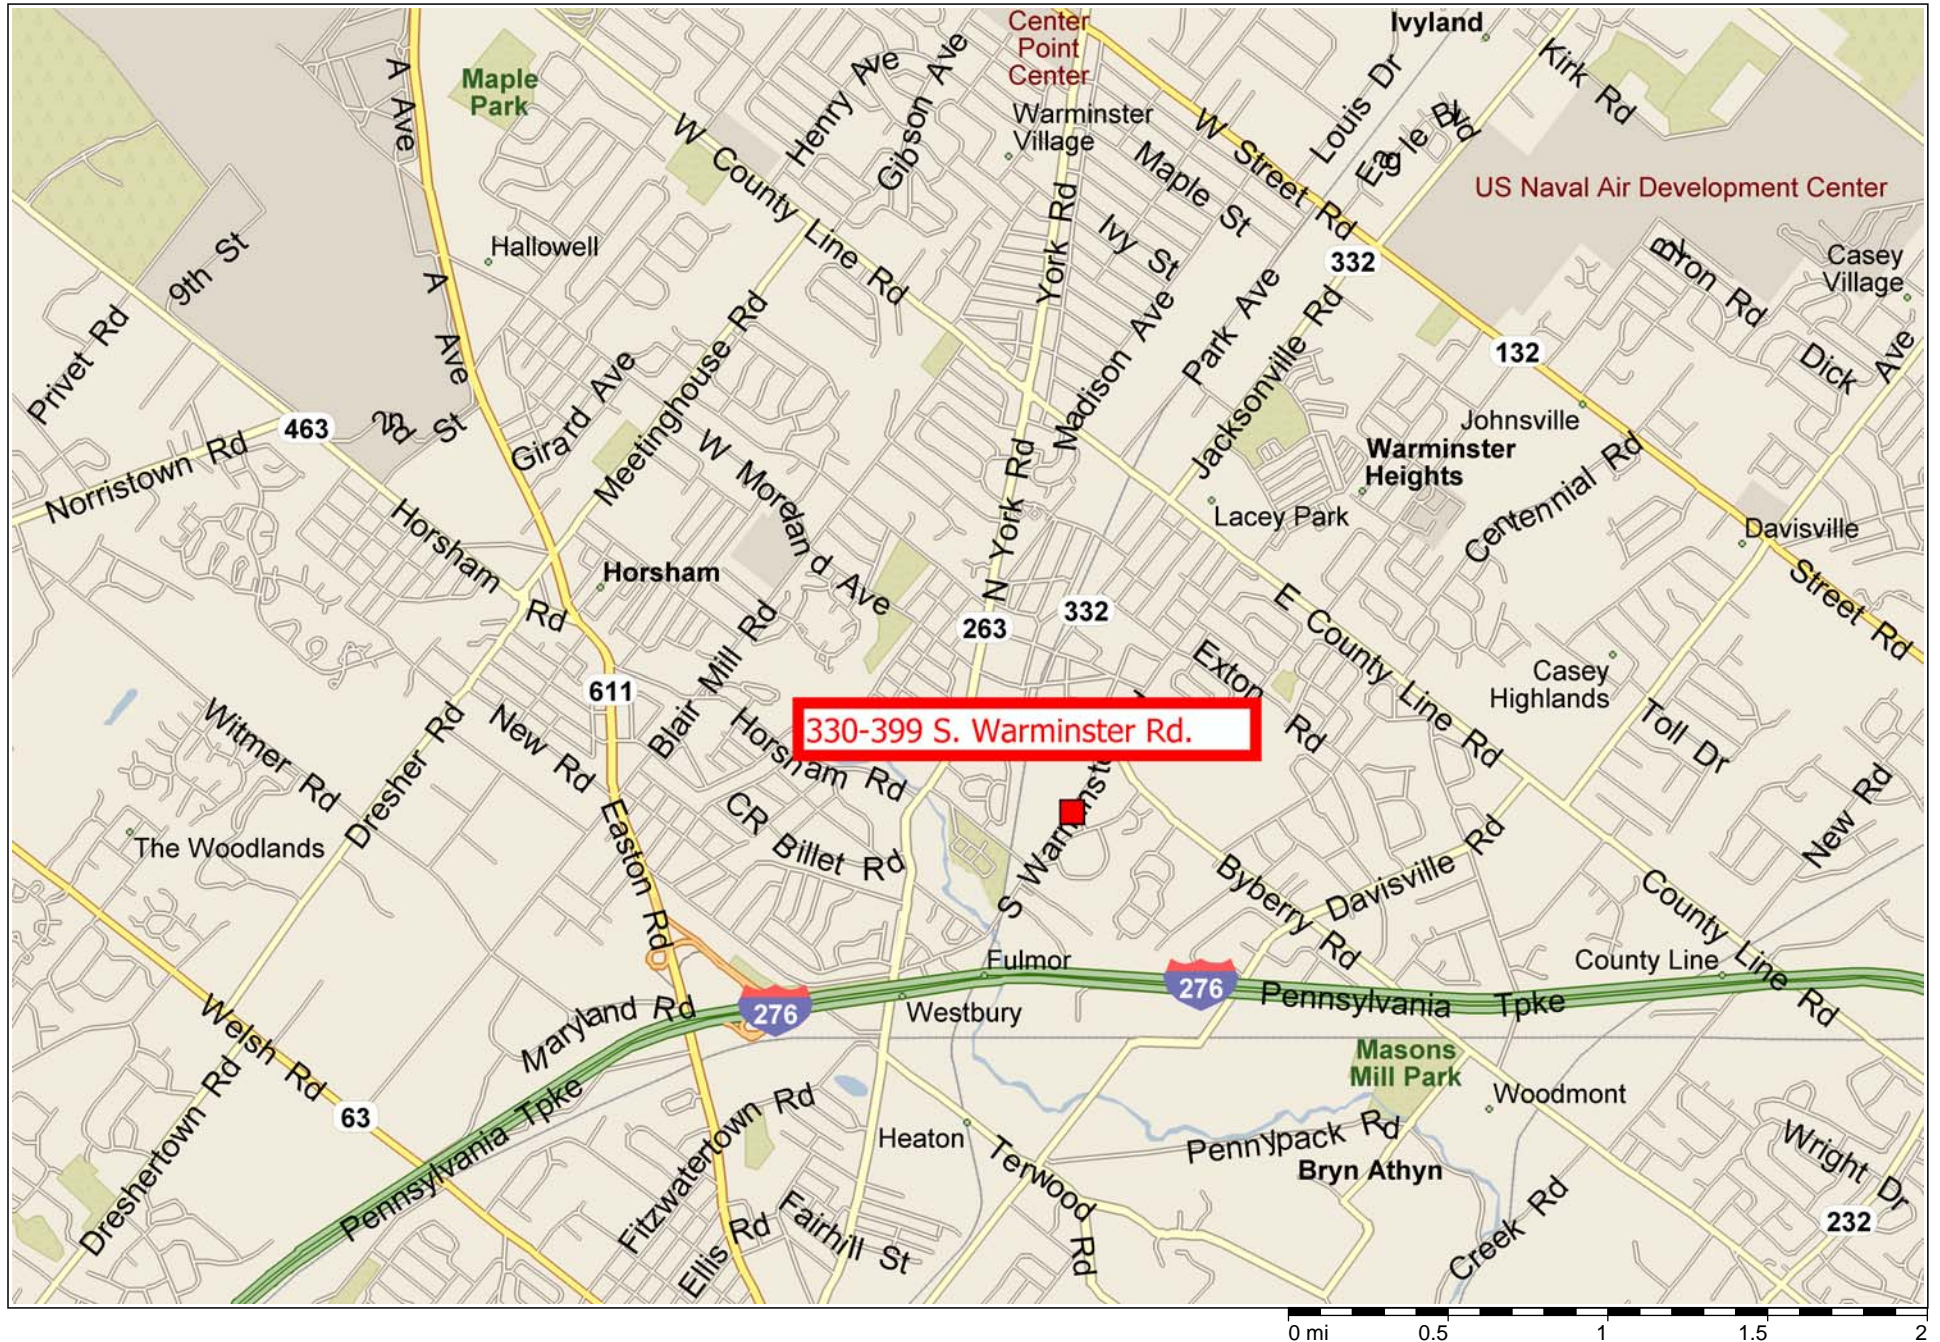 Ivyland
Center
Point
Center
A Ave
Maple
Park
Henry Ave
Gibson Ave
Kirk Rd
Louis Dr
Eagle Blvd
Warminster
Village
W Street Rd
W County Line Rd
Maple St
US Naval Air Development Center
York Rd
Ivy St
9th St
Hallowell
332
Byron Rd
Casey
Village
A Ave
Privet Rd
Meetinghouse Rd
Madison Ave
Park Ave
Jacksonville Rd
132
Dick Ave
Girard Ave
463
2nd St
Johnsville
Warminster
Heights
Norristown Rd
W Moreland Ave
N York Rd
Centennial Rd
Lacey Park
Davisville
Horsham Rd
Horsham
Street Rd
332
263
E County Line Rd
Blair Mill Rd
Exton Rd
Casey
Highlands
611
Toll Dr
Witmer Rd
New Rd
Dresher Rd
Horsham Rd
330-399 S. Warminster Rd.
New Rd
The Woodlands
CR Billet Rd
Easton Rd
S Warminste
Byberry Rd
Davisville Rd
County Line Rd
Fulmor
County Line
276
276
Pennsylvania Tpke
Westbury
Maryland Rd
Welsh Rd
Masons
Mill Park
Woodmont
63
Pennsylvania Tpke
Dreshertown Rd
Fitzwatertown Rd
Heaton
Terwood Rd
Pennypack Rd
Bryn Athyn
Wright Dr
232
Creek Rd
Ellis Rd
Fairhill St
0 mi 0.5 1 1.5 2